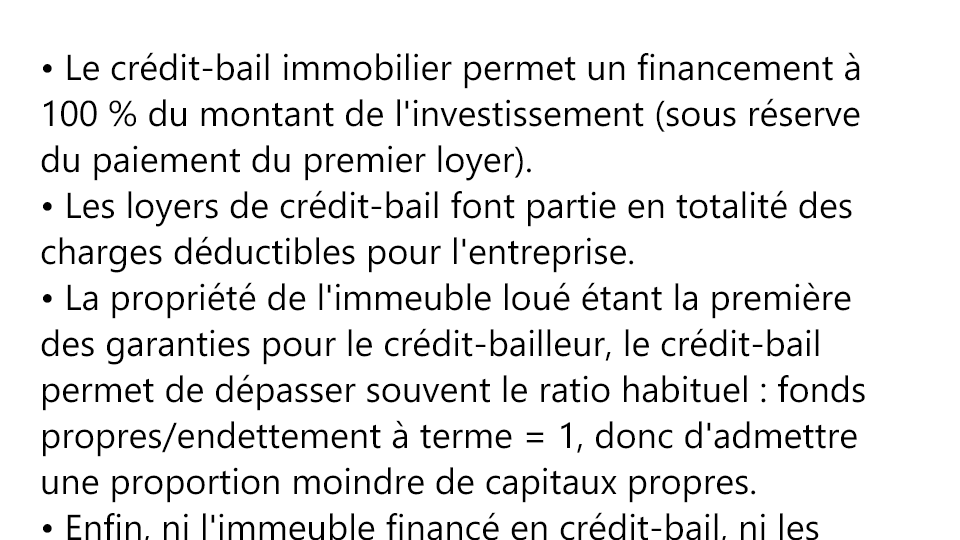 • Le crédit-bail immobilier permet un financement à
100 % du montant de l'investissement (sous réserve
du paiement du premier loyer).
• Les loyers de crédit-bail font partie en totalité des
charges déductibles pour l'entreprise.
• La propriété de l'immeuble loué étant la première
des garanties pour le crédit-bailleur, le crédit-bail
permet de dépasser souvent le ratio habituel : fonds
propres/endettement à terme = 1, donc d'admettre
une proportion moindre de capitaux propres.
• Enfin, ni l'immeuble financé en crédit-bail, ni les